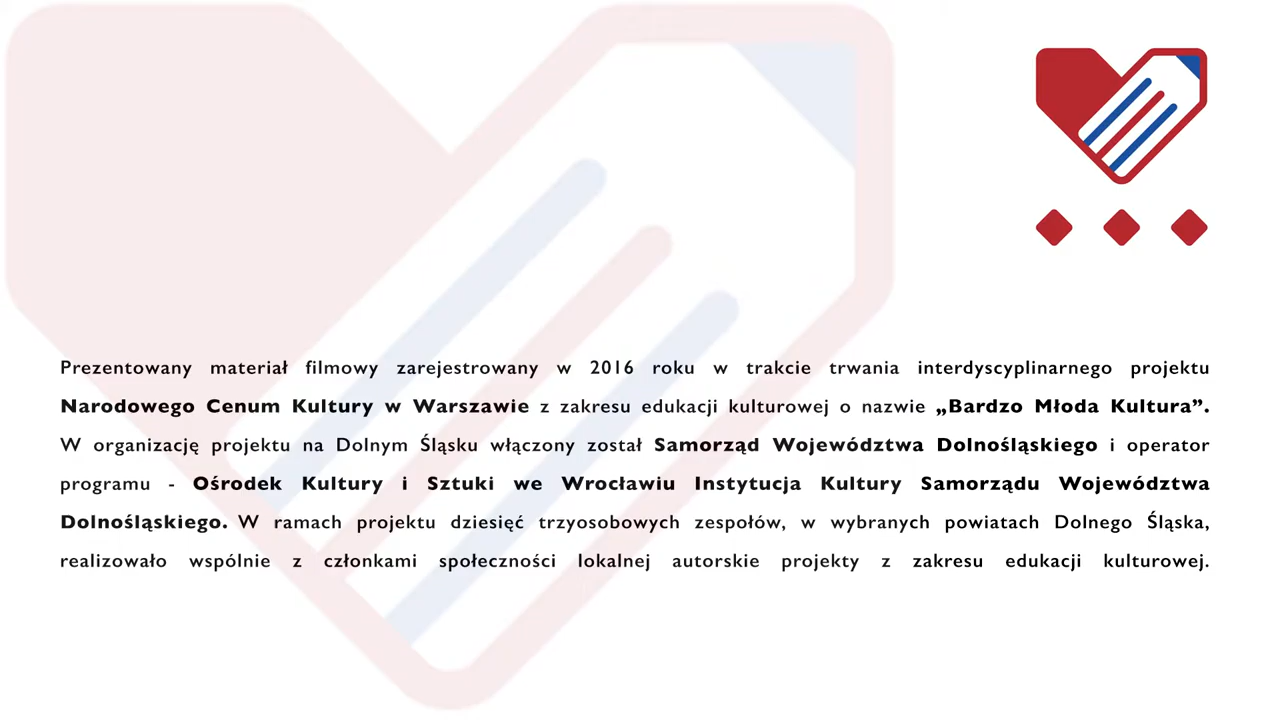 Prezentowany materiał filmowy zarejestrowany w 2016 roku w trakcie trwania interdyscyplinarnego projektu
Narodowego Cenum Kultury w Warszawie z zakresu edukacji kulturowej o nazwie „Bardzo Młoda Kultura”.
W organizację projektu na Dolnym Śląsku włączony został Samorząd Województwa Dolnośląskiego i operator
programu - Ośrodek Kultury i Sztuki we Wrocławiu Instytucja Kultury Samorządu Województwa
Dolnośląskiego. W ramach projektu dziesięć trzyosobowych zespołów, w wybranych powiatach Dolnego Śląska,
realizowało wspólnie z członkami społeczności lokalnej autorskie projekty z zakresu edukacji kulturowej.